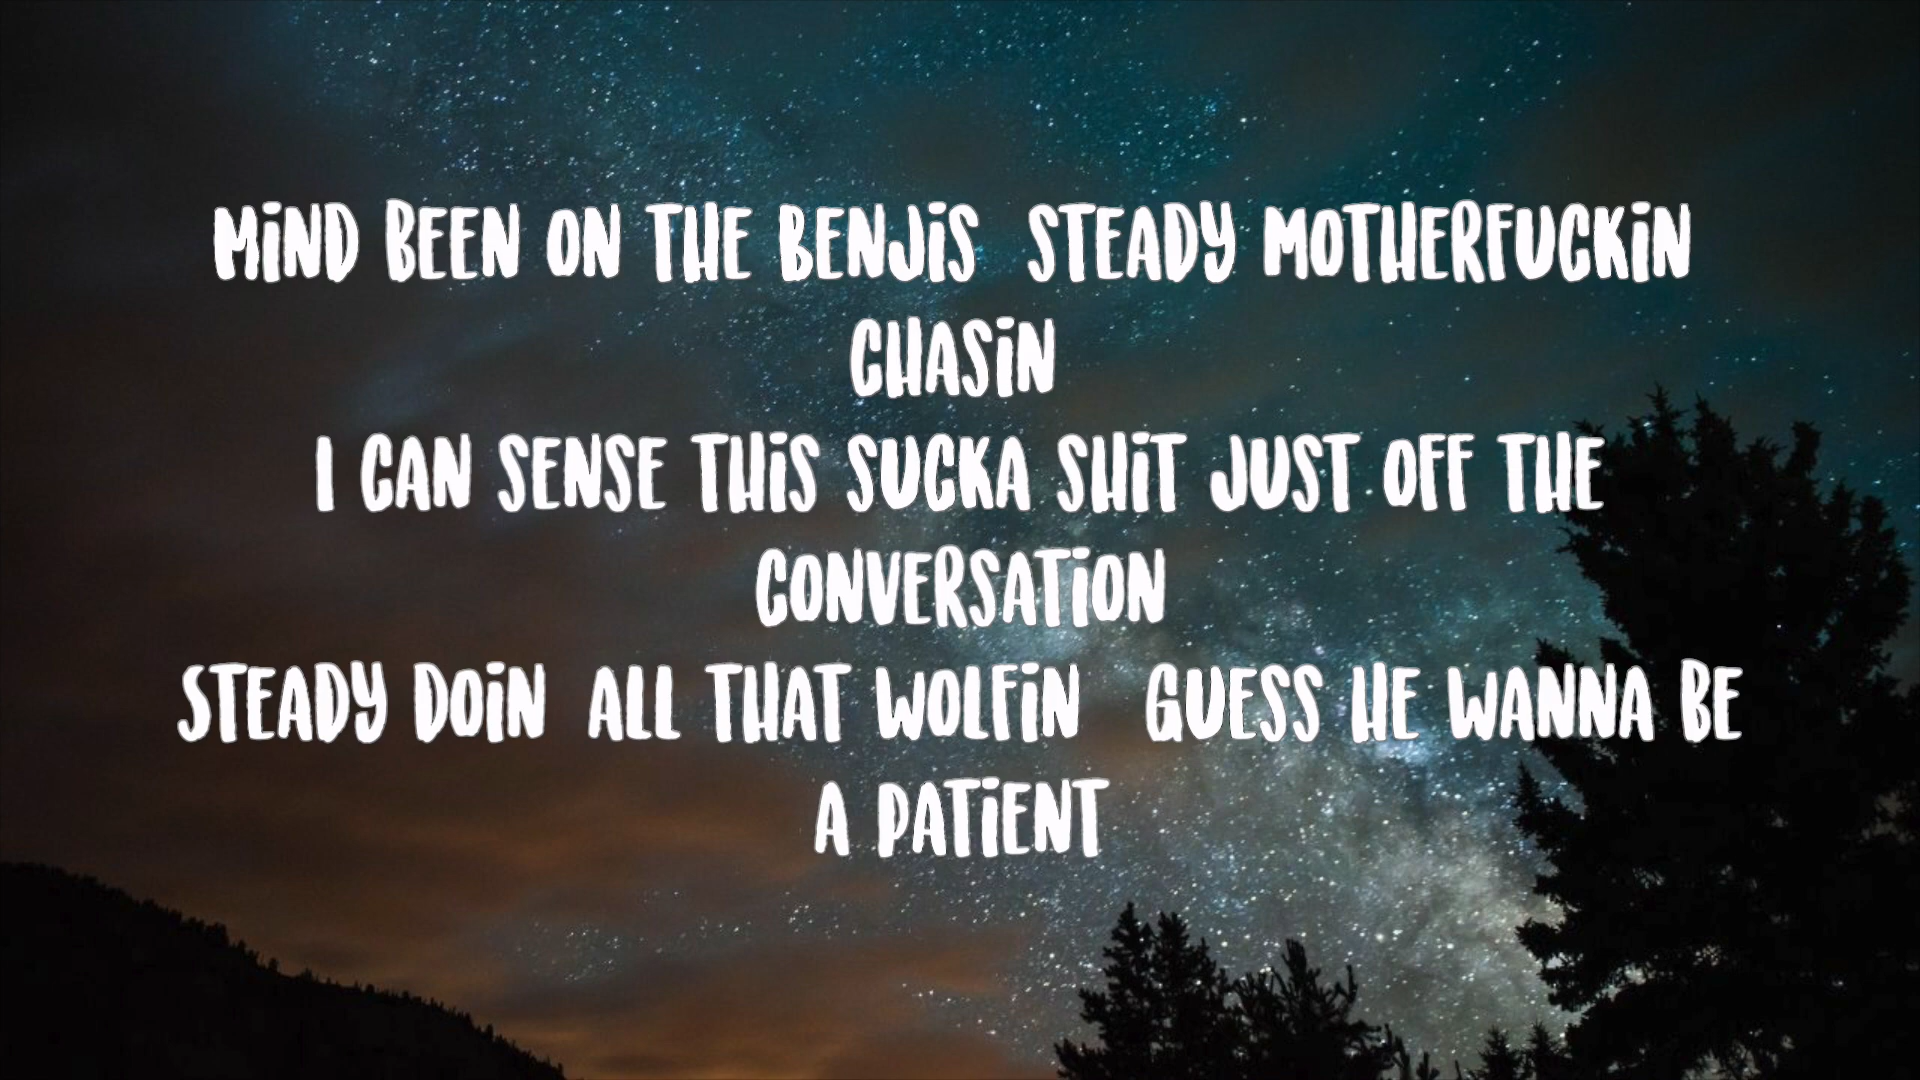 MIND BEEN ON THE BENJIS STEADY MOTHERFUCKIN
CHASIN
I CAN SENSE THIS SUCKA SHIT JUST OFF THE
CONVERSATION
STEADY DOIN ALL THAT WOLFIN GUESS HE WANNA BE
A PATIENT